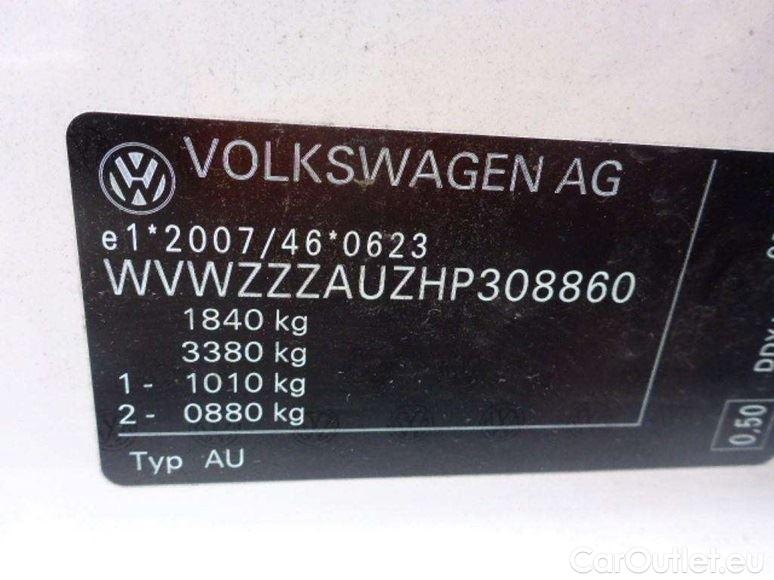 VOLKSWAGEN AG
e1*2007/46*0623
WVWZZZAUZHP308860
1840 kg
3380 kg
1 - 1010 kg
2 - 0880 kg
Typ AU
0,50
CarOutlet.eu